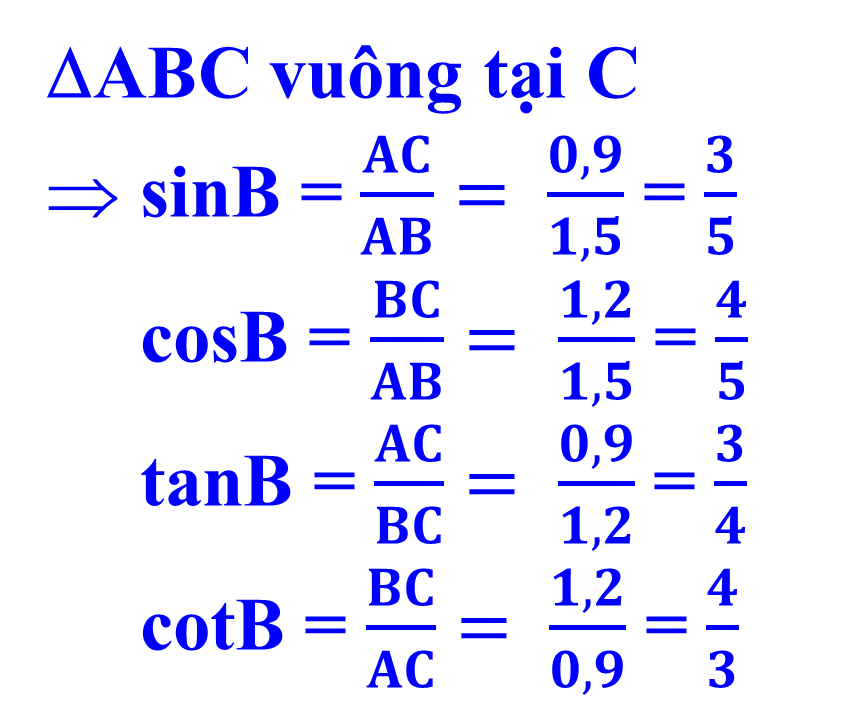 ΔABC vuông tại C
⇒ sinB = AC/AB = 0,9/1,5 = 3/5
cosB = BC/AB = 1,2/1,5 = 4/5
tanB = AC/BC = 0,9/1,2 = 3/4
cotB = BC/AC = 1,2/0,9 = 4/3